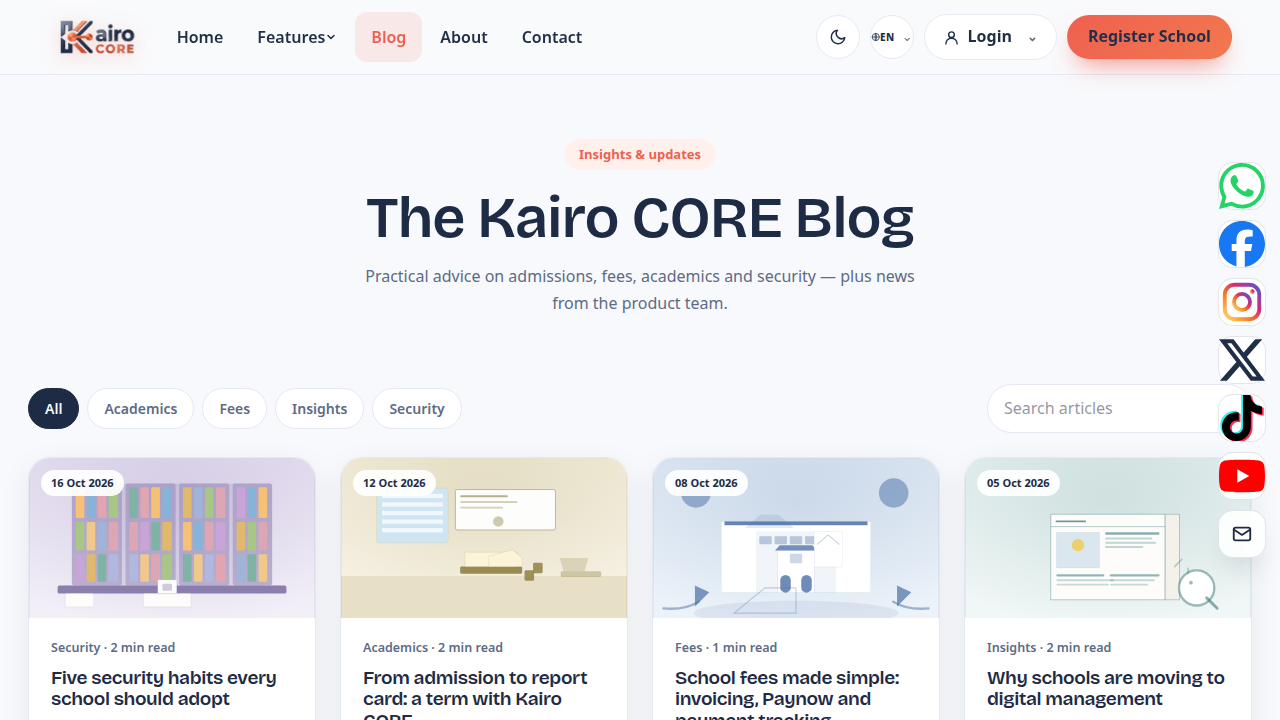 Kairo CORE
Home
Features
Blog
About
Contact
EN
Login
Register School
Insights & updates
The Kairo CORE Blog
Practical advice on admissions, fees, academics and security — plus news
from the product team.
All
Academics
Fees
Insights
Security
Search articles
16 Oct 2026
12 Oct 2026
08 Oct 2026
05 Oct 2026
Security · 2 min read
Five security habits every
school should adopt
Academics · 2 min read
From admission to report
card: a term with Kairo
CORE
Fees · 1 min read
School fees made simple:
invoicing, Paynow and
payment tracking
Insights · 2 min read
Why schools are moving to
digital management